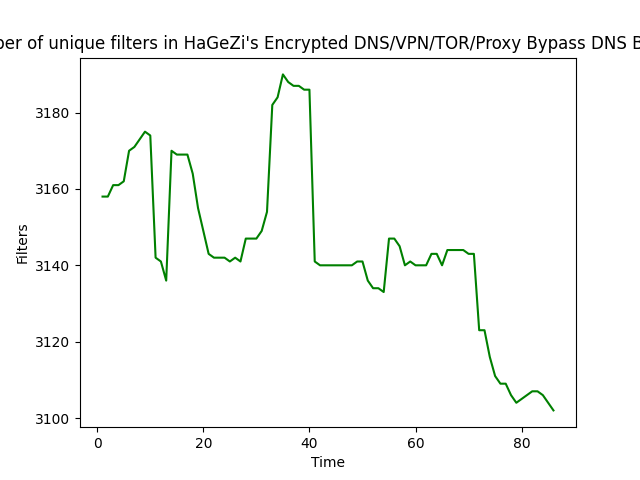 ber of unique filters in HaGeZi's Encrypted DNS/VPN/TOR/Proxy Bypass DNS B
3180
3160
3140
3120
3100
Filters
0 20 40 60 80
Time